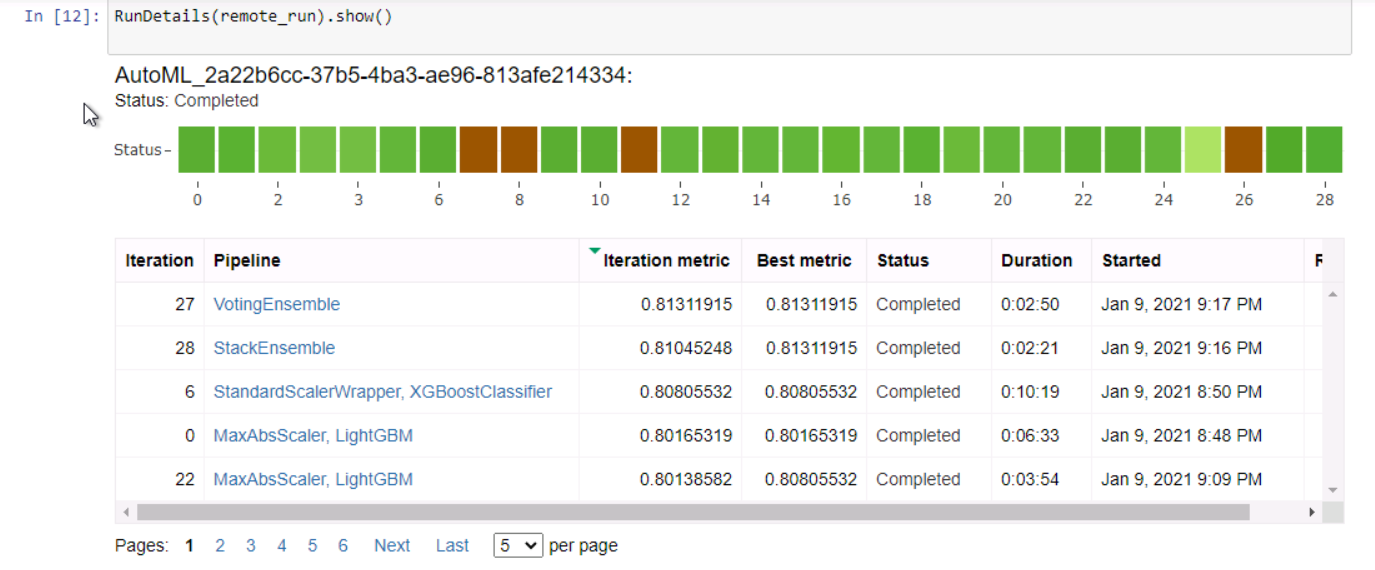 In [12]: RunDetails(remote_run).show()
AutoML_2a22b6cc-37b5-4ba3-ae96-813afe214334:
Status: Completed
Status
0 2 3 6 8 10 12 14 16 18 20 22 24 26 28
Iteration Pipeline Iteration metric Best metric Status Duration Started
27 VotingEnsemble 0.81311915 0.81311915 Completed 0:02:50 Jan 9, 2021 9:17 PM
28 StackEnsemble 0.81045248 0.81311915 Completed 0:02:21 Jan 9, 2021 9:16 PM
6 StandardScalerWrapper, XGBoostClassifier 0.80805532 0.80805532 Completed 0:10:19 Jan 9, 2021 8:50 PM
0 MaxAbsScaler, LightGBM 0.80165319 0.80165319 Completed 0:06:33 Jan 9, 2021 8:48 PM
22 MaxAbsScaler, LightGBM 0.80138582 0.80805532 Completed 0:03:54 Jan 9, 2021 9:09 PM
Pages: 1 2 3 4 5 6 Next Last 5 per page